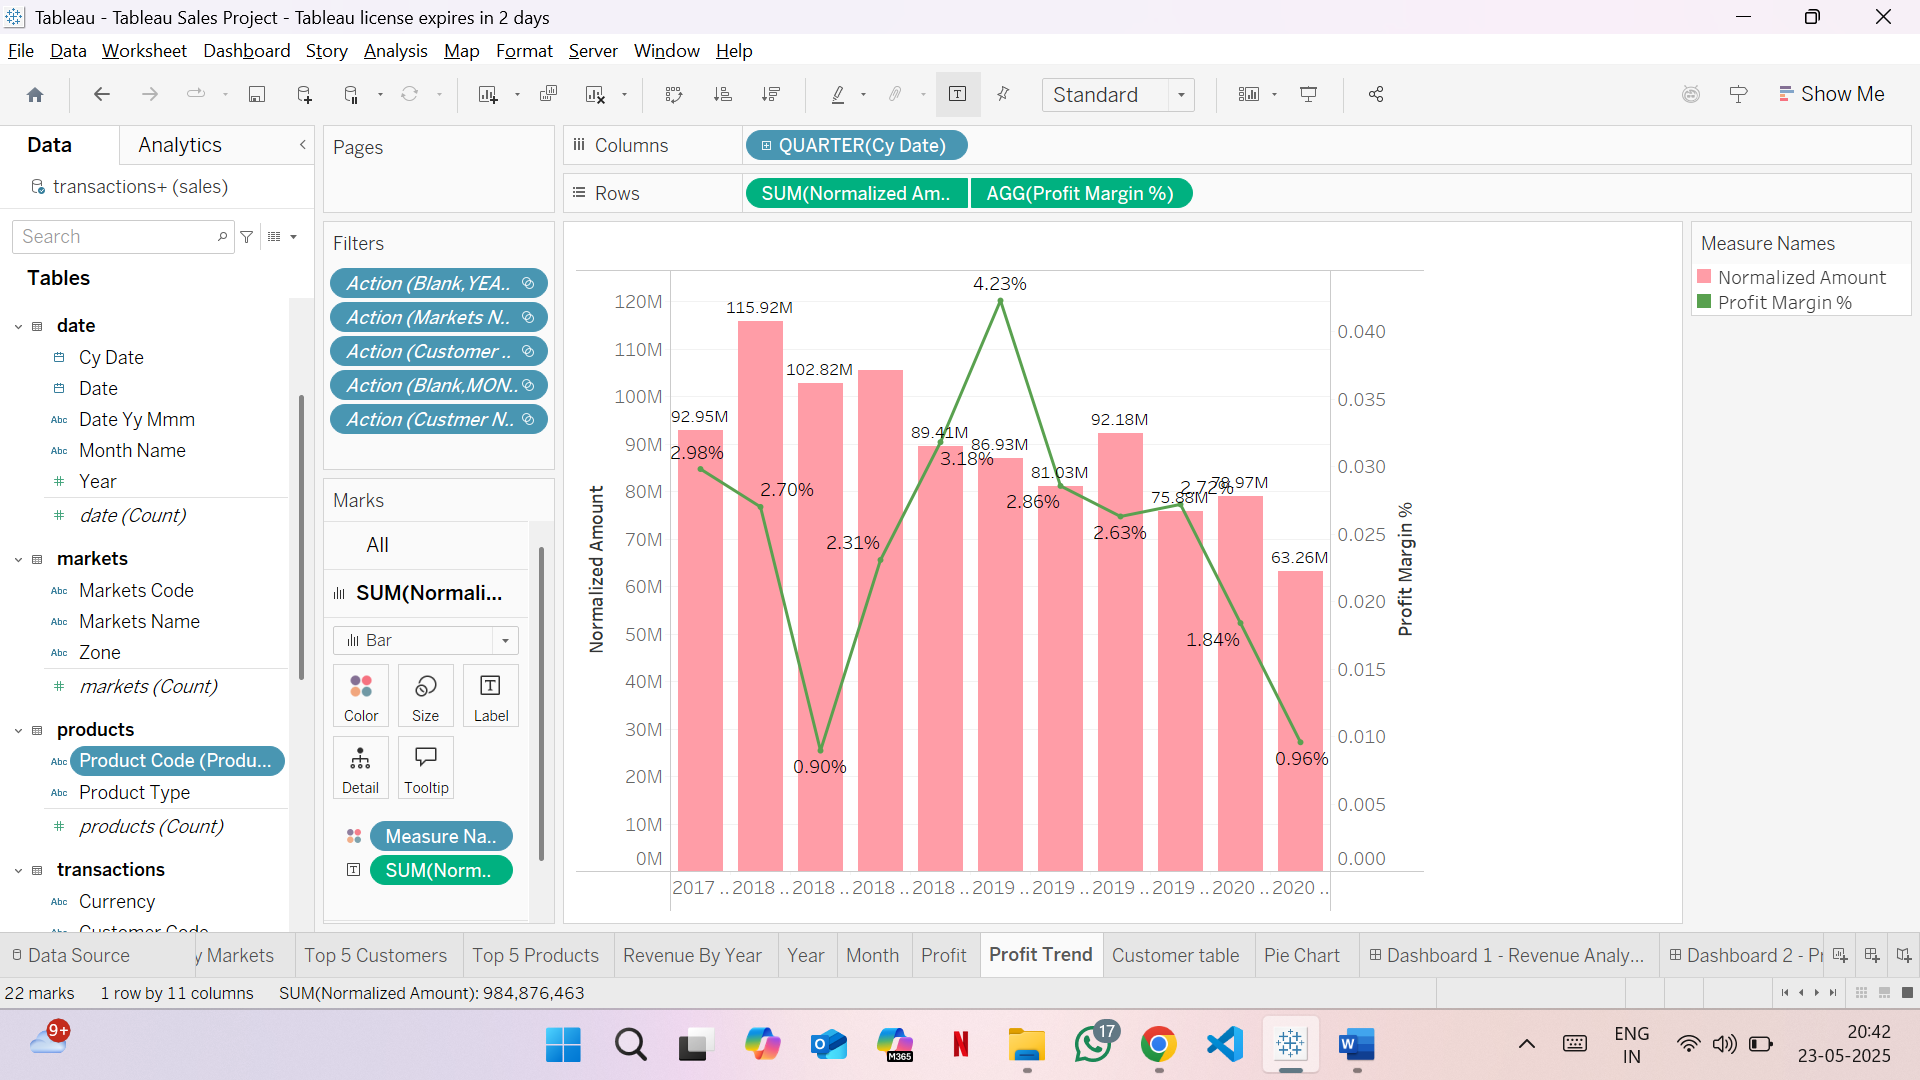 Tableau - Tableau Sales Project - Tableau license expires in 2 days
File Data Worksheet Dashboard Story Analysis Map Format Server Window Help
Standard
Show Me
Data
Analytics
transactions+ (sales)
Search
Tables
date
Cy Date
Date
Abc Date Yy Mmm
Abc Month Name
# Year
# date (Count)
markets
Abc Markets Code
Abc Markets Name
Abc Zone
# markets (Count)
products
Abc Product Code (Produ...
Abc Product Type
# products (Count)
transactions
Abc Currency
Abc Customer Code
Pages
Filters
Action (Blank,YEA..
Action (Markets N..
Action (Customer ..
Action (Blank,MON..
Action (Custmer N..
Marks
All
SUM(Normali...
Bar
Color
Size
Label
Detail
Tooltip
Measure Na..
SUM(Norm..
Columns
QUARTER(Cy Date)
Rows
SUM(Normalized Am..
AGG(Profit Margin %)
Normalized Amount
120M
110M
100M
90M
80M
70M
60M
50M
40M
30M
20M
10M
0M
92.95M
115.92M
102.82M
89.41M
86.93M
81.03M
92.18M
75.88M
78.97M
63.26M
2.98%
2.70%
0.90%
2.31%
3.18%
4.23%
2.86%
2.63%
2.72%
1.84%
0.96%
2017 ..
2018 ..
2018 ..
2018 ..
2018 ..
2019 ..
2019 ..
2019 ..
2019 ..
2020 ..
2020 ..
0.040
0.035
0.030
0.025
0.020
0.015
0.010
0.005
0.000
Profit Margin %
Measure Names
Normalized Amount
Profit Margin %
Data Source
y Markets
Top 5 Customers
Top 5 Products
Revenue By Year
Year
Month
Profit
Profit Trend
Customer table
Pie Chart
Dashboard 1 - Revenue Analy...
Dashboard 2 - Pr
22 marks
1 row by 11 columns
SUM(Normalized Amount): 984,876,463
9+
M365
N
17
W
ENG
IN
20:42
23-05-2025